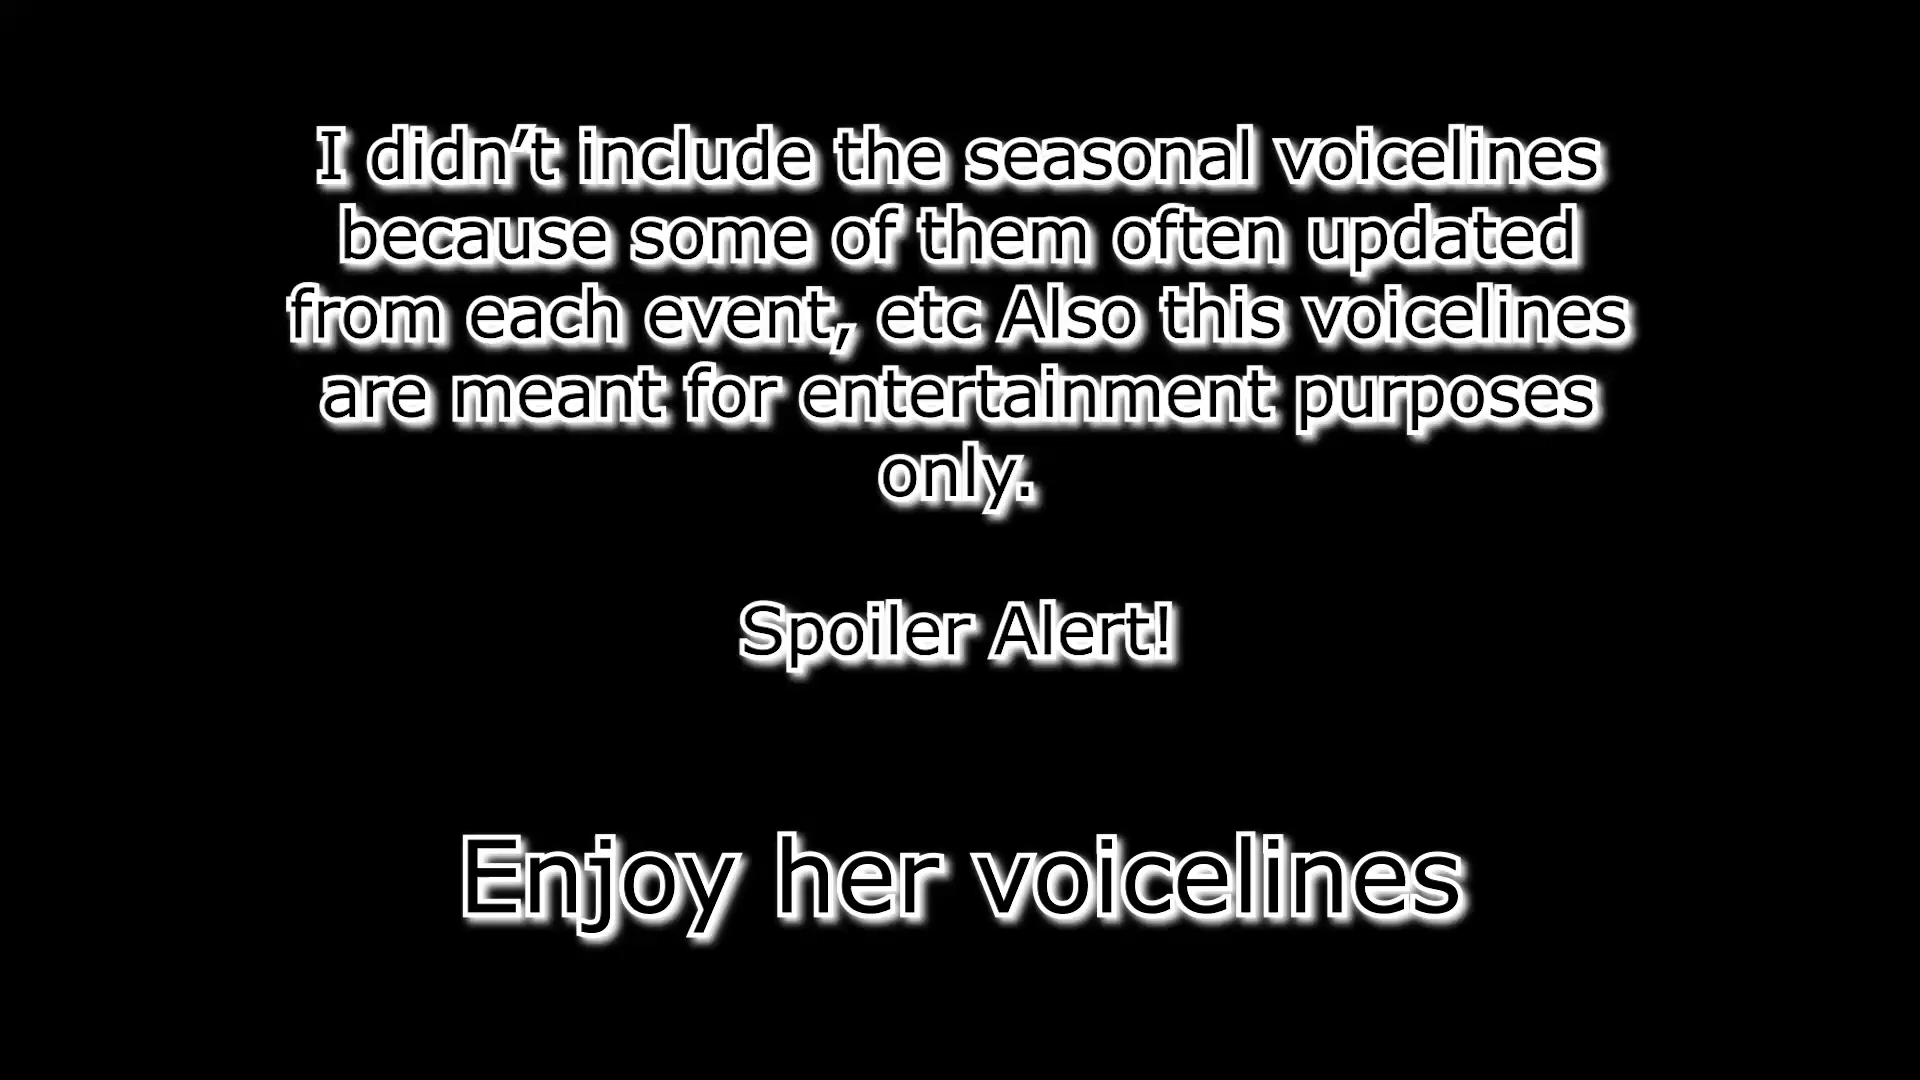 I didn’t include the seasonal voicelines
because some of them often updated
from each event, etc Also this voicelines
are meant for entertainment purposes
only.
Spoiler Alert!
Enjoy her voicelines